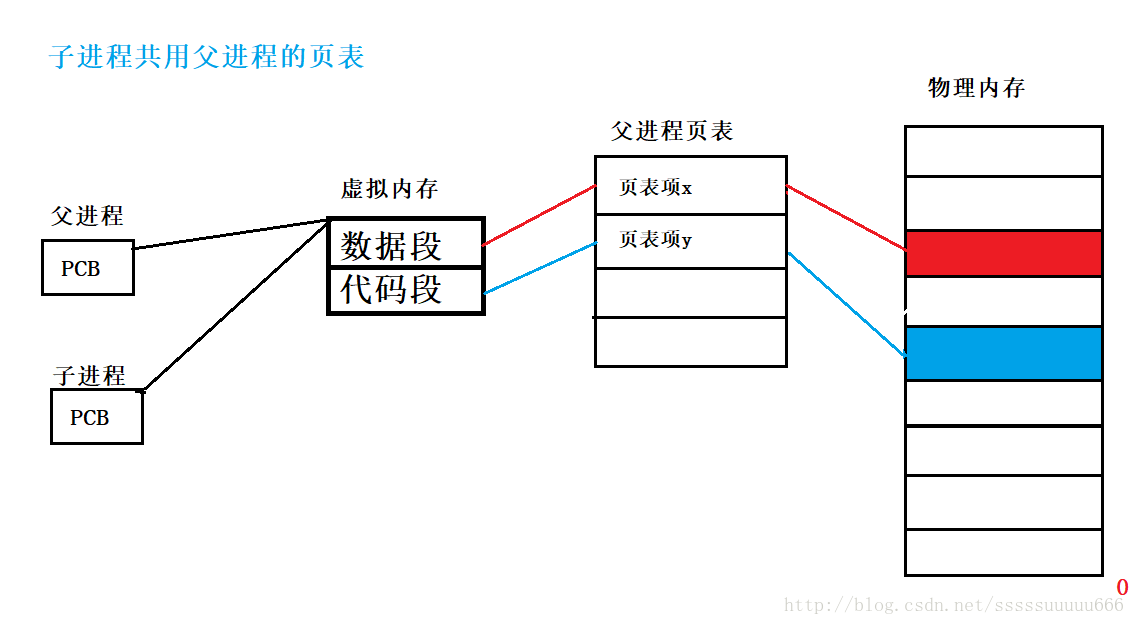 子进程共用父进程的页表
物理内存
父进程页表
虚拟内存
父进程
PCB
数据段
代码段
页表项x
页表项y
子进程
PCB
0
http://blog.csdn.net/sssssuuuuu666